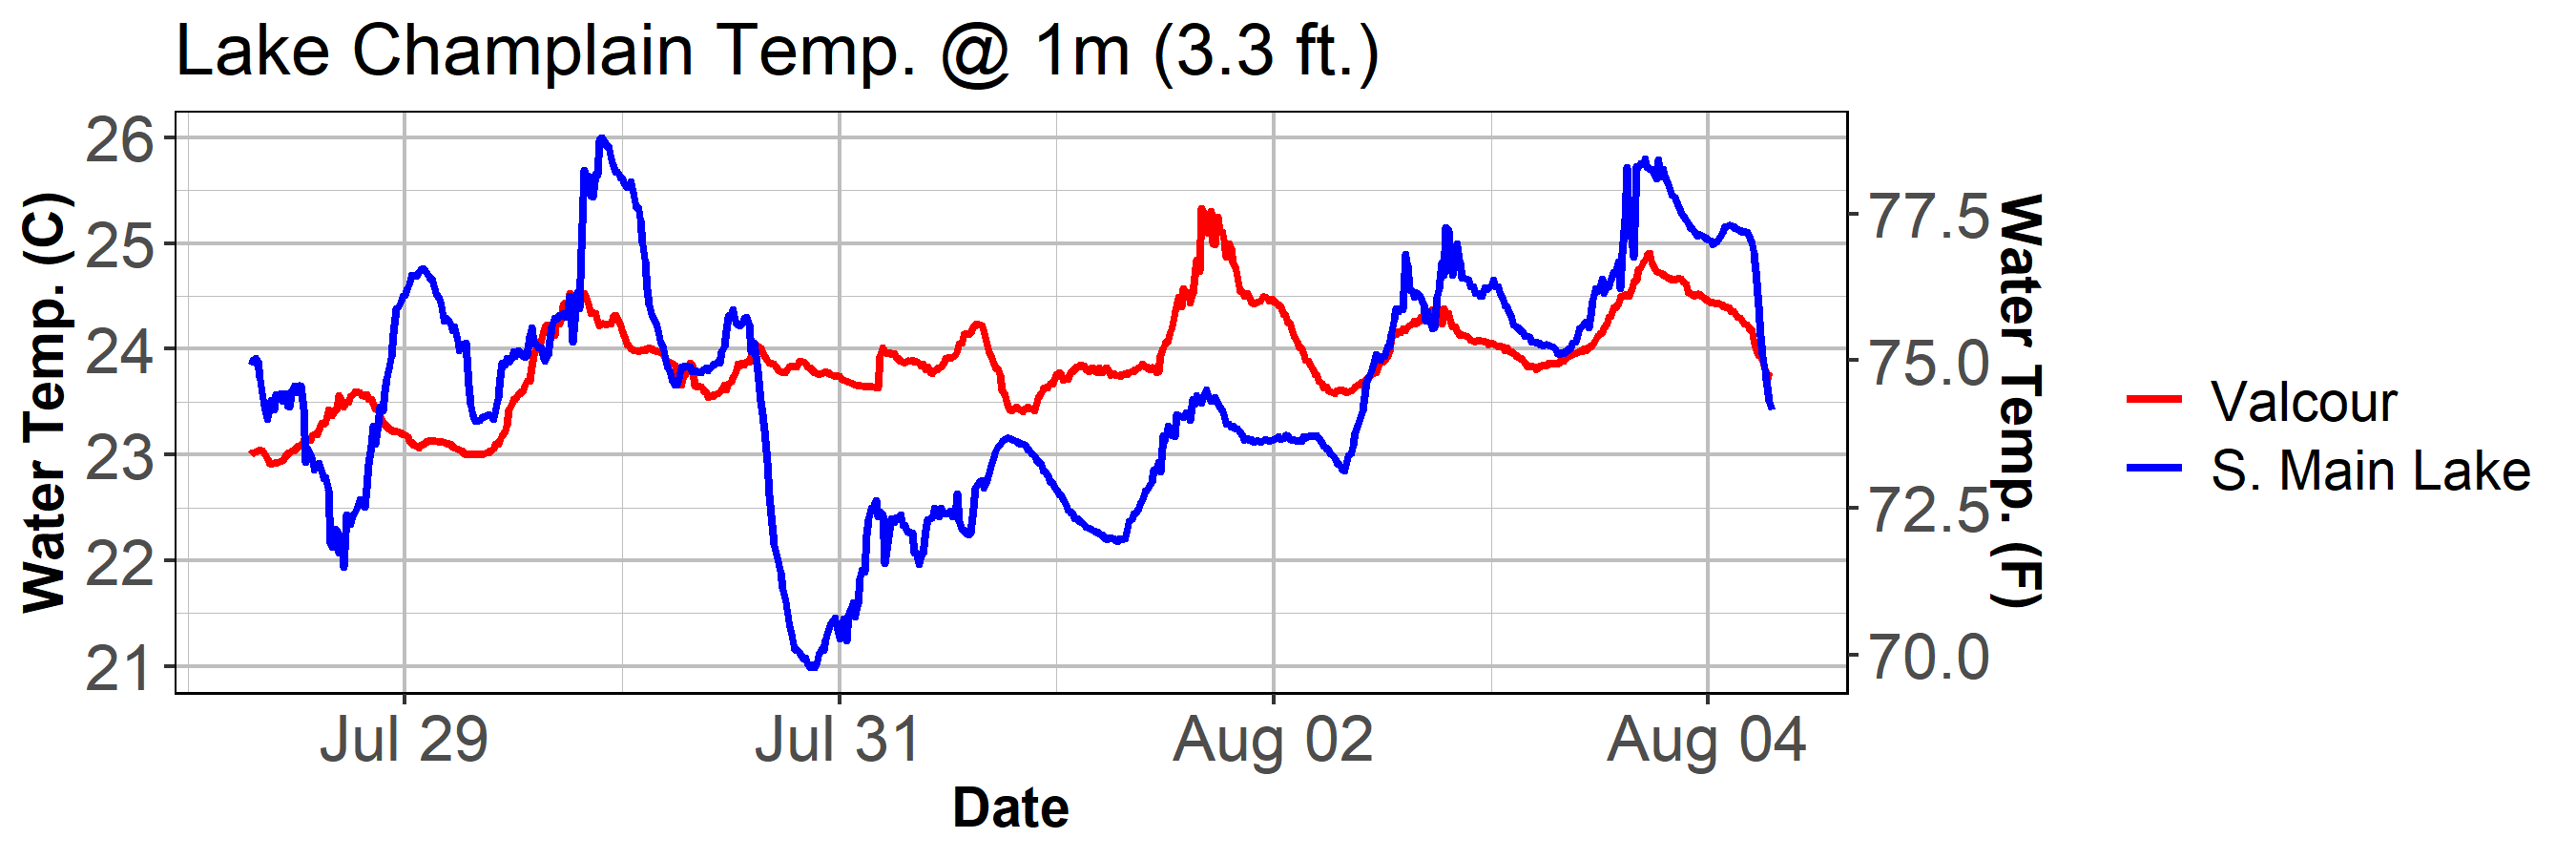 Lake Champlain Temp. @ 1m (3.3 ft.)
Water Temp. (C)
26
25
24
23
22
21
77.5
75.0
72.5
70.0
Water Temp. (F)
Jul 29
Jul 31
Aug 02
Aug 04
Date
Valcour
S. Main Lake